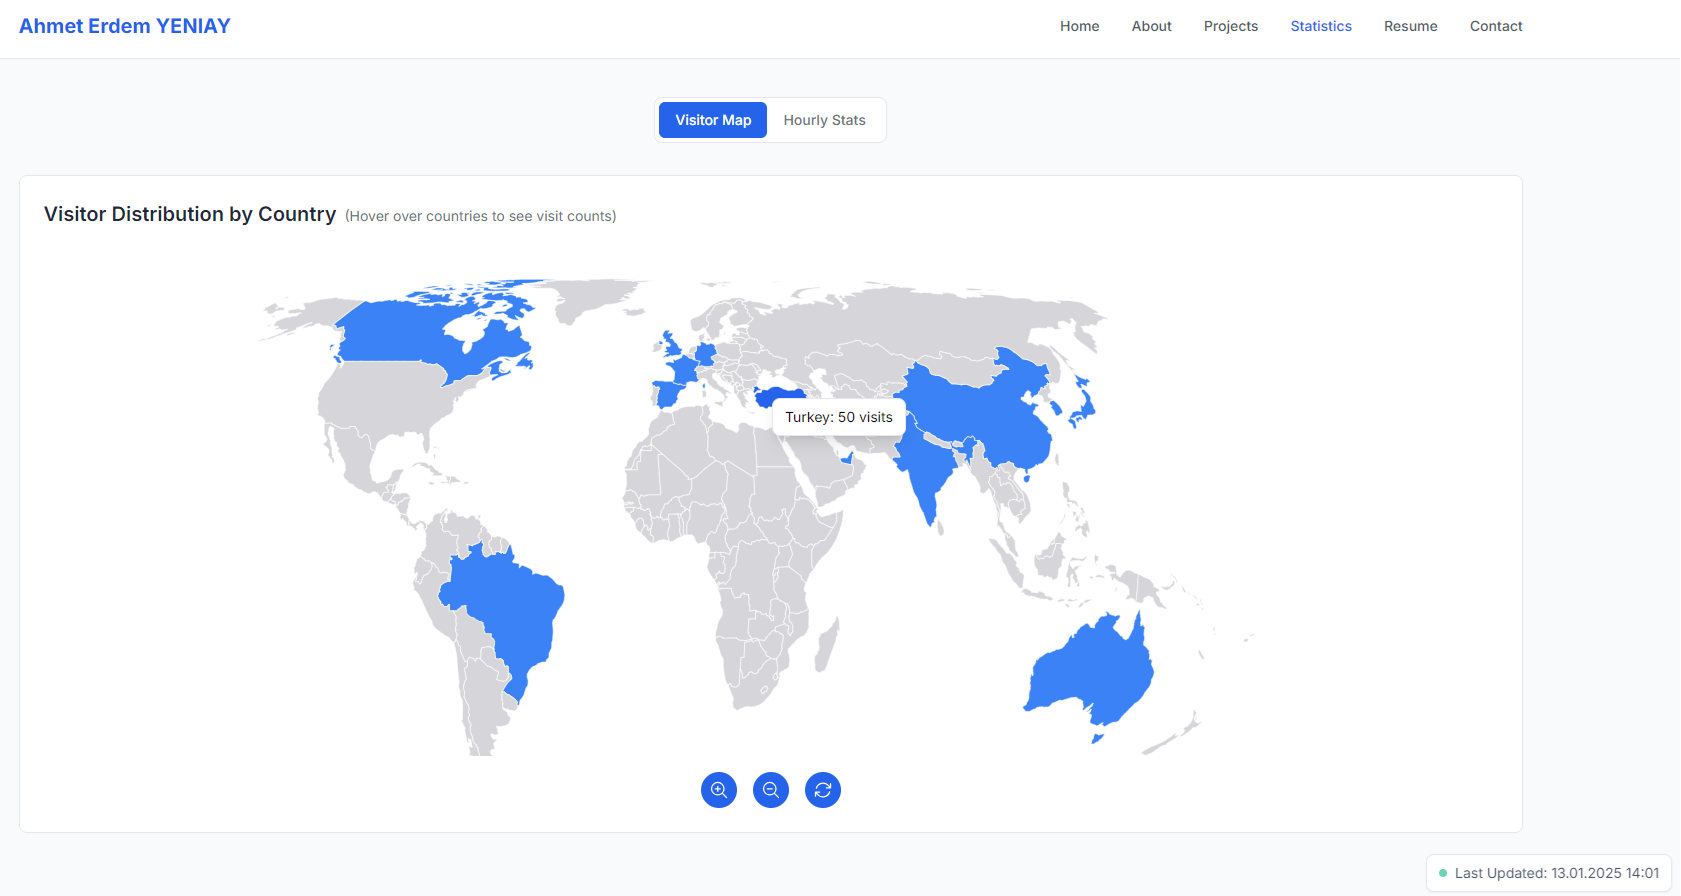 Ahmet Erdem YENIAY
Home About Projects Statistics Resume Contact
Visitor Map Hourly Stats
Visitor Distribution by Country (Hover over countries to see visit counts)
Turkey: 50 visits
Last Updated: 13.01.2025 14:01